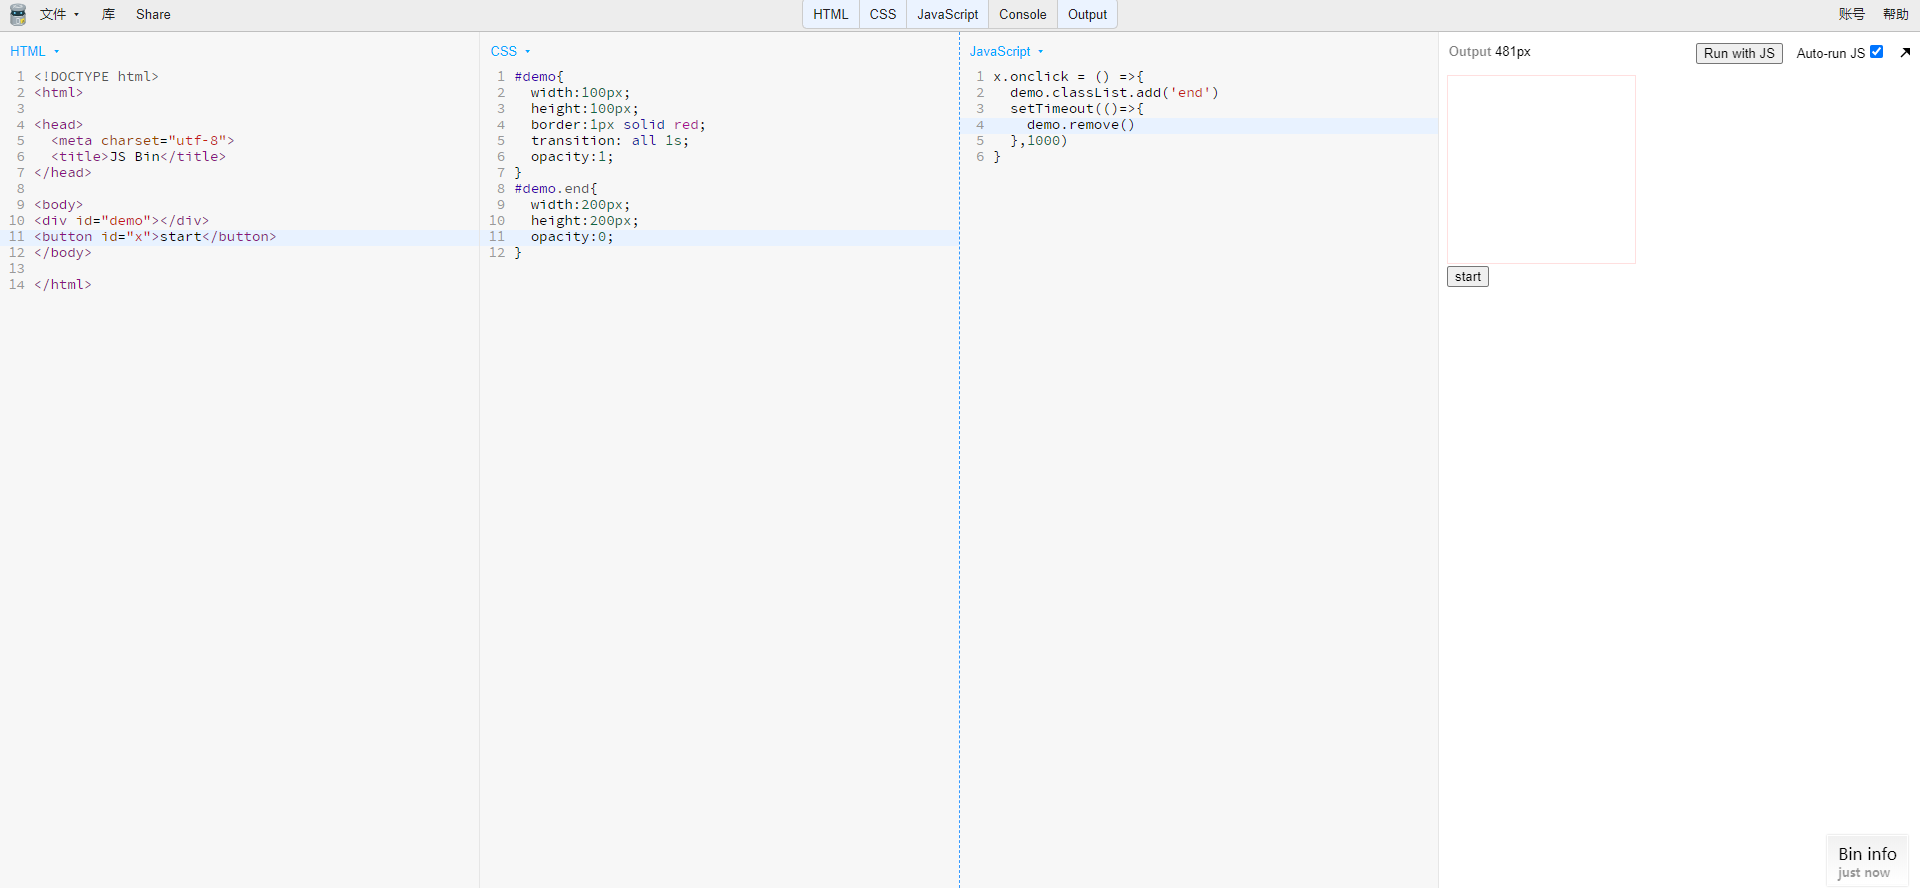 文件 库 Share HTML CSS JavaScript Console Output 账号 帮助
HTML
1 <!DOCTYPE html>
2 <html>
3
4 <head>
5   <meta charset="utf-8">
6   <title>JS Bin</title>
7 </head>
8
9 <body>
10 <div id="demo"></div>
11 <button id="x">start</button>
12 </body>
13
14 </html>
CSS
1 #demo{
2   width:100px;
3   height:100px;
4   border:1px solid red;
5   transition: all 1s;
6   opacity:1;
7 }
8 #demo.end{
9   width:200px;
10   height:200px;
11   opacity:0;
12 }
JavaScript
1 x.onclick = () =>{
2   demo.classList.add('end')
3   setTimeout(()=>{
4     demo.remove()
5   },1000)
6 }
Output 481px Run with JS Auto-run JS
start
Bin info
just now